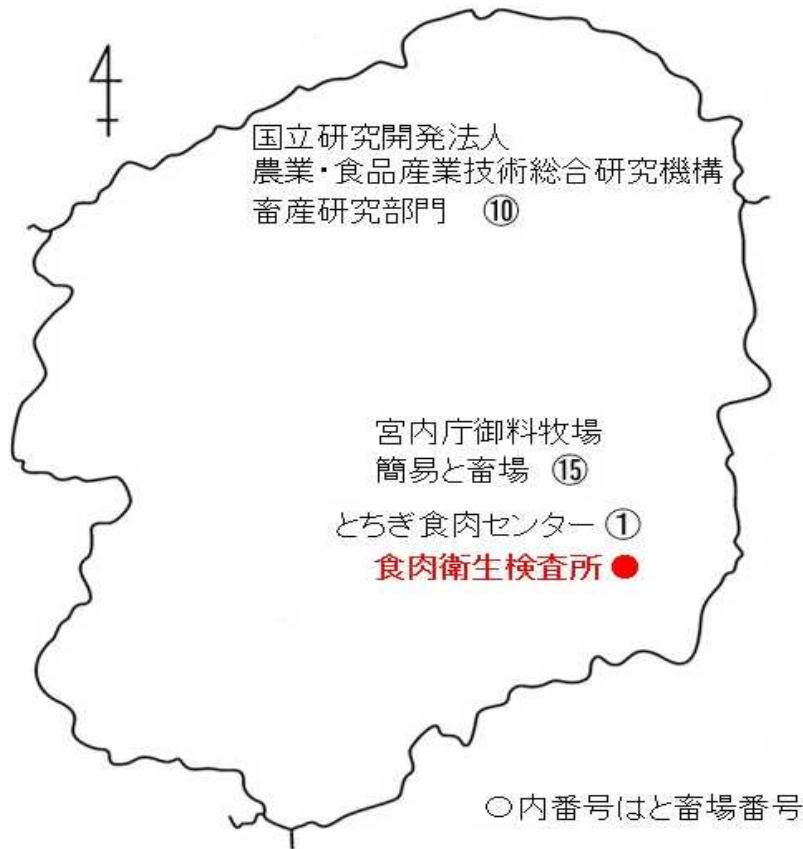 国立研究開発法人
農業・食品産業技術総合研究機構
畜産研究部門 ⑩
宮内庁御料牧場
簡易と畜場 ⑮
とちぎ食肉センター ①
食肉衛生検査所
○内番号はと畜場番号